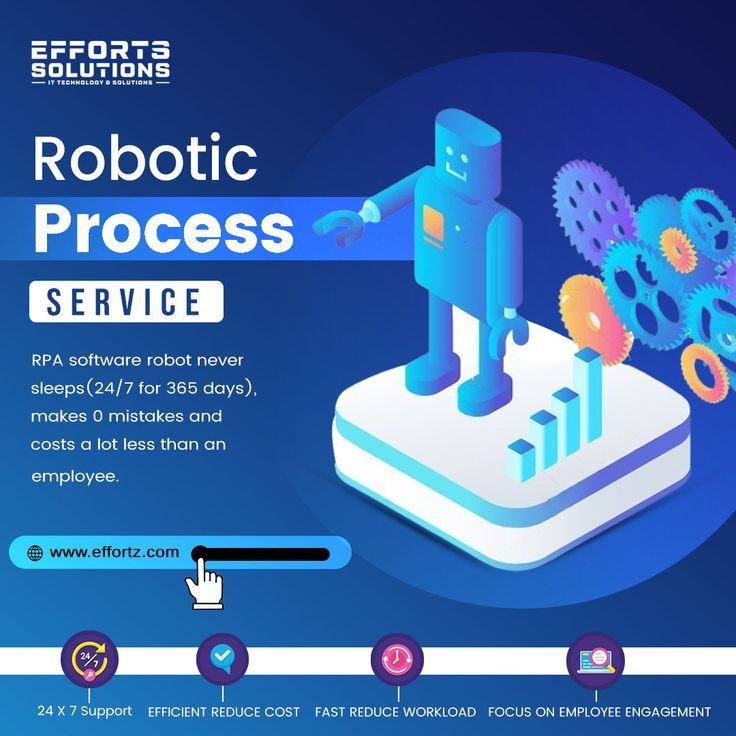 EFFORTS
SOLUTIONS
IT TECHNOLOGY & SOLUTIONS
Robotic
Process
SERVICE
RPA software robot never
sleeps(24/7 for 365 days),
makes 0 mistakes and
costs a lot less than an
employee.
www.effortz.com
24/7
24 X 7 Support
EFFICIENT REDUCE COST
FAST REDUCE WORKLOAD
FOCUS ON EMPLOYEE ENGAGEMENT